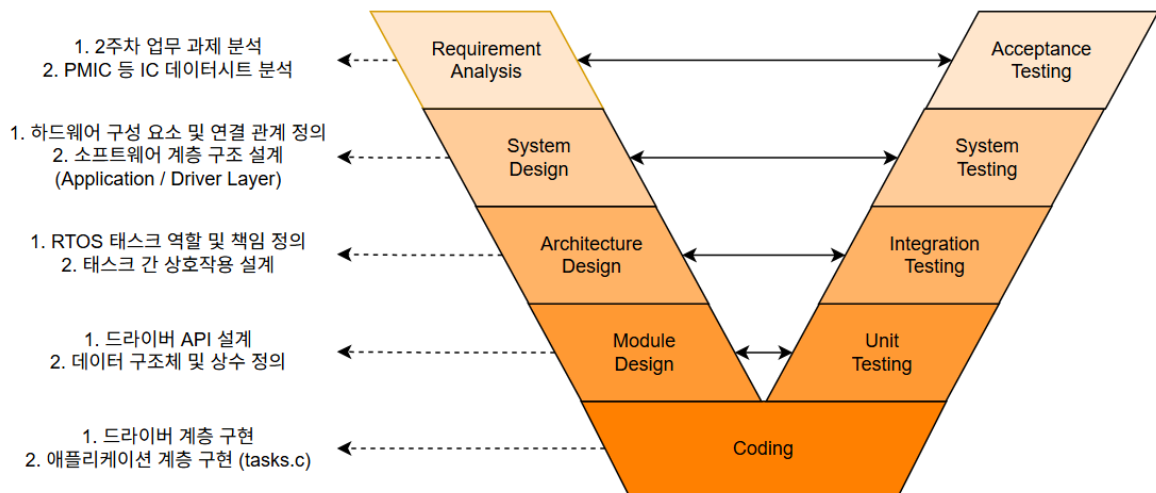 1. 2주차 업무 과제 분석
2. PMIC 등 IC 데이터시트 분석
Requirement
Analysis
Acceptance
Testing
1. 하드웨어 구성 요소 및 연결 관계 정의
2. 소프트웨어 계층 구조 설계
(Application / Driver Layer)
System
Design
System
Testing
1. RTOS 태스크 역할 및 책임 정의
2. 태스크 간 상호작용 설계
Architecture
Design
Integration
Testing
1. 드라이버 API 설계
2. 데이터 구조체 및 상수 정의
Module
Design
Unit
Testing
1. 드라이버 계층 구현
2. 애플리케이션 계층 구현 (tasks.c)
Coding